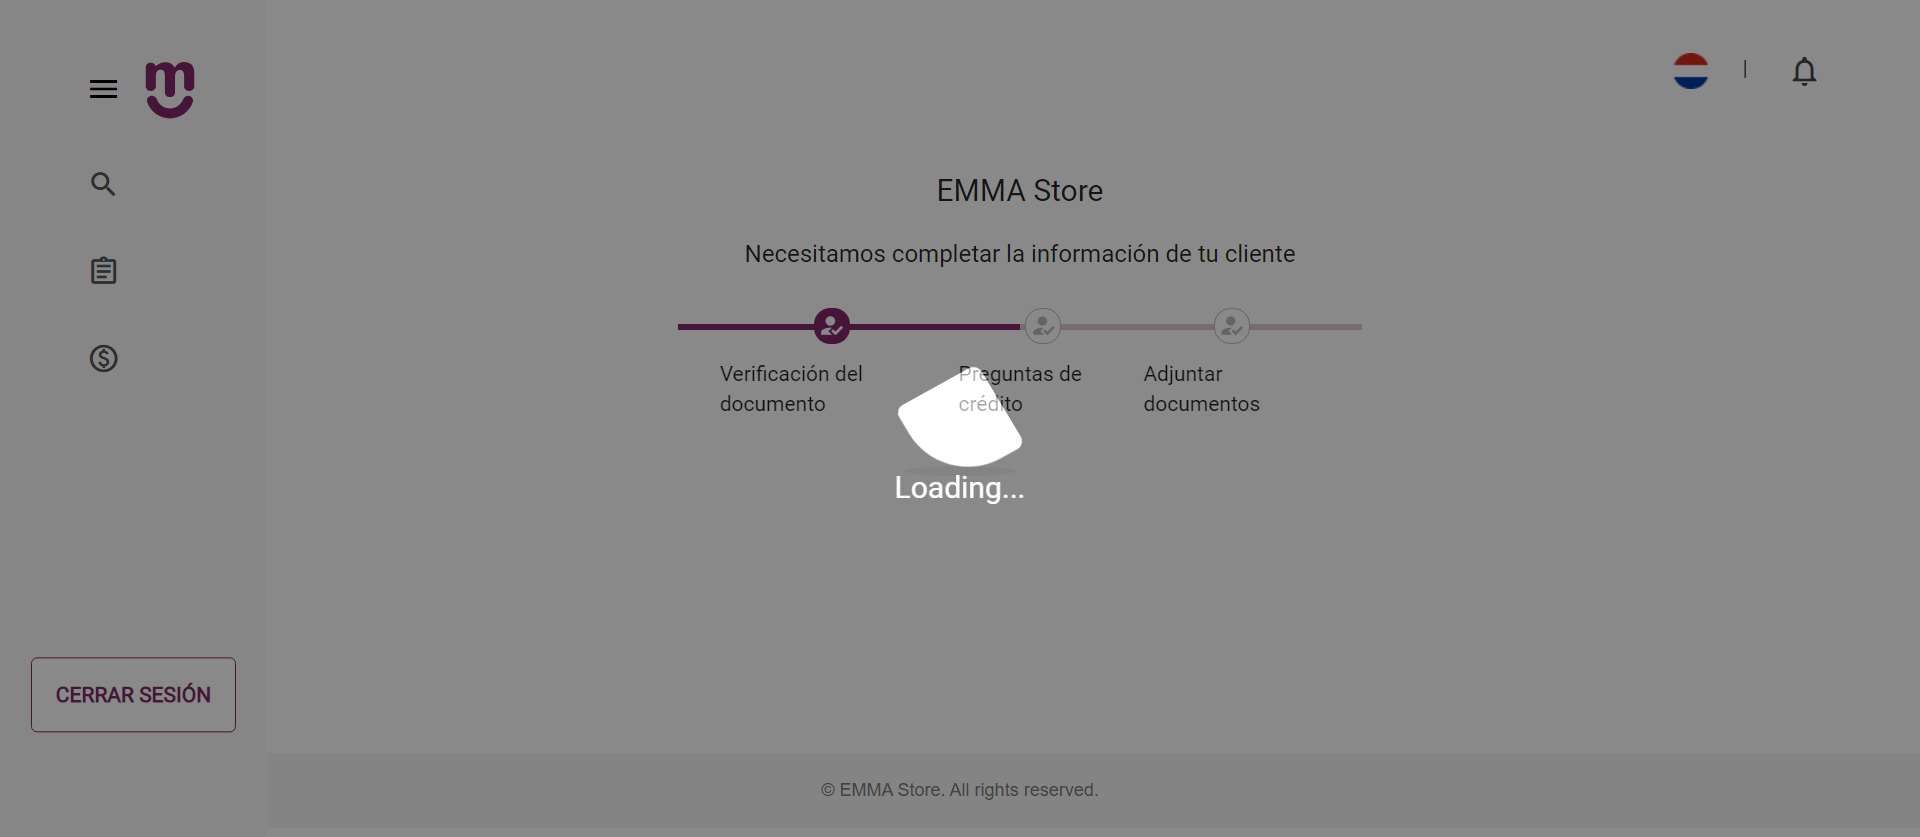 EMMA Store
Necesitamos completar la información de tu cliente
Verificación del
documento
Preguntas de
crédito
Adjuntar
documentos
Loading...
CERRAR SESIÓN
© EMMA Store. All rights reserved.